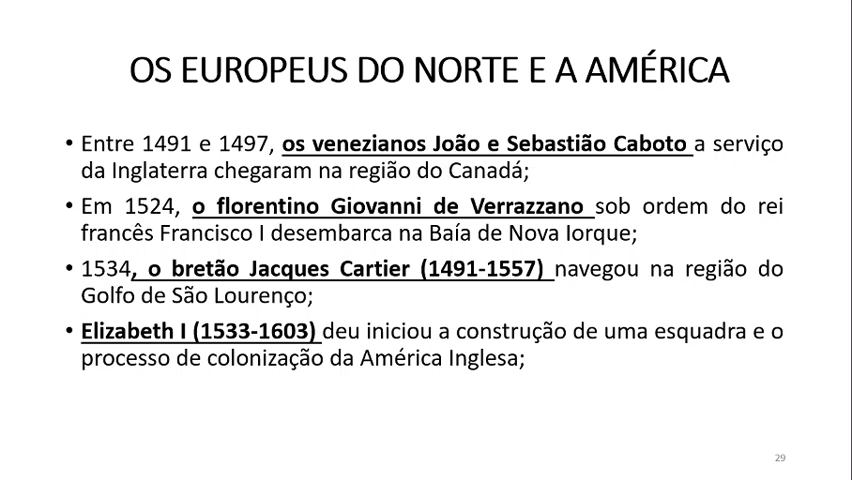 OS EUROPEUS DO NORTE E A AMÉRICA
• Entre 1491 e 1497, os venezianos João e Sebastião Caboto a serviço
da Inglaterra chegaram na região do Canadá;
• Em 1524, o florentino Giovanni de Verrazzano sob ordem do rei
francês Francisco I desembarca na Baía de Nova Iorque;
• 1534, o bretão Jacques Cartier (1491-1557) navegou na região do
Golfo de São Lourenço;
• Elizabeth I (1533-1603) deu iniciou a construção de uma esquadra e o
processo de colonização da América Inglesa;
29